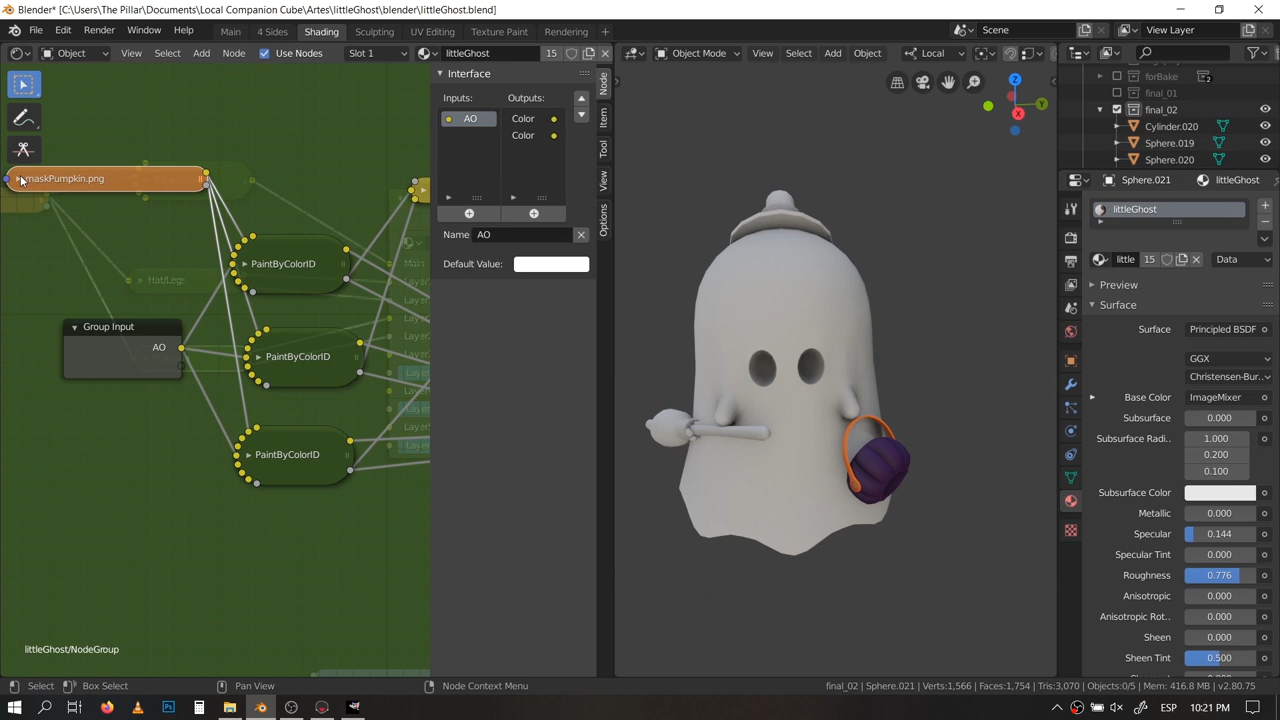 Blender* [C:\Users\The Pillar\Documents\Local Companion Cube\Artes\littleGhost\blender\littleGhost.blend]
File Edit Render Window Help Main 4 Sides Shading Sculpting UV Editing Texture Paint Rendering Scene View Layer
Object View Select Add Node Use Nodes Slot 1 littleGhost 15 Object Mode View Select Add Object Local
Interface
Inputs: Outputs:
AO Color
Color
Name AO
Default Value:
Node
Item
Tool
View
Options
maskPumpkin.png
PaintByColorID
Hat/Legs
Group Input
AO
PaintByColorID
PaintByColorID
littleGhost/NodeGroup
Z
Y
X
forBake 2
final_01
final_02
Cylinder.020
Sphere.019
Sphere.020
Sphere.021 littleGhost
littleGhost
little 15 Data
Preview
Surface
Surface Principled BSDF
GGX
Christensen-Bur..
Base Color ImageMixer
Subsurface 0.000
Subsurface Radi.. 1.000
0.200
0.100
Subsurface Color
Metallic 0.000
Specular 0.144
Specular Tint 0.000
Roughness 0.776
Anisotropic 0.000
Anisotropic Rot.. 0.000
Sheen 0.000
Sheen Tint 0.500
Select Box Select Pan View Node Context Menu final_02 | Sphere.021 | Verts:1,566 | Faces:1,754 | Tris:3,070 | Objects:0/5 | Mem: 416.8 MB | v2.80.75
ESP 10:21 PM